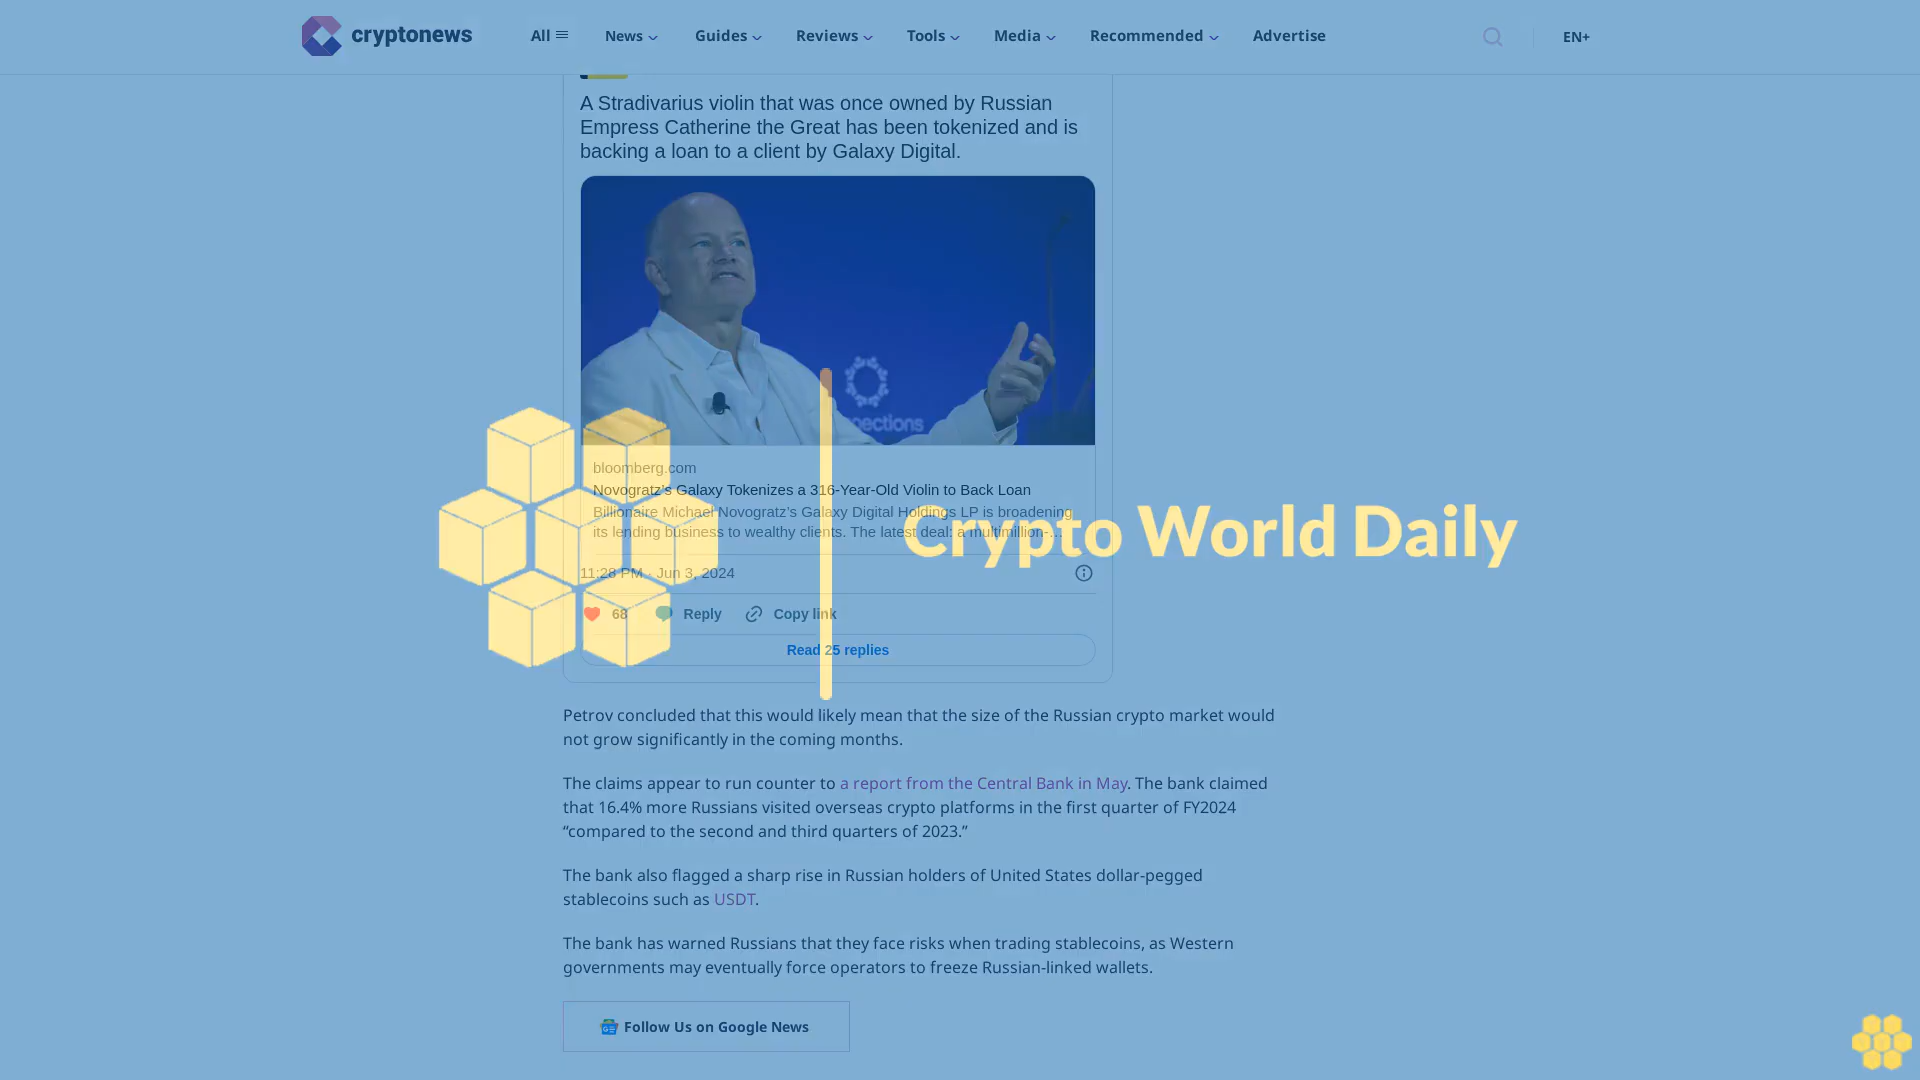 cryptonews
All
News
Guides
Reviews
Tools
Media
Recommended
Advertise
EN+
A Stradivarius violin that was once owned by Russian
Empress Catherine the Great has been tokenized and is
backing a loan to a client by Galaxy Digital.
bloomberg.com
Novogratz's Galaxy Tokenizes a 316-Year-Old Violin to Back Loan
Billionaire Michael Novogratz's Galaxy Digital Holdings LP is broadening
its lending business to wealthy clients. The latest deal: a multimillion-…
11:28 PM · Jun 3, 2024
68
Reply
Copy link
Read 25 replies
Crypto World Daily
Petrov concluded that this would likely mean that the size of the Russian crypto market would
not grow significantly in the coming months.
The claims appear to run counter to a report from the Central Bank in May. The bank claimed
that 16.4% more Russians visited overseas crypto platforms in the first quarter of FY2024
“compared to the second and third quarters of 2023.”
The bank also flagged a sharp rise in Russian holders of United States dollar-pegged
stablecoins such as USDT.
The bank has warned Russians that they face risks when trading stablecoins, as Western
governments may eventually force operators to freeze Russian-linked wallets.
Follow Us on Google News